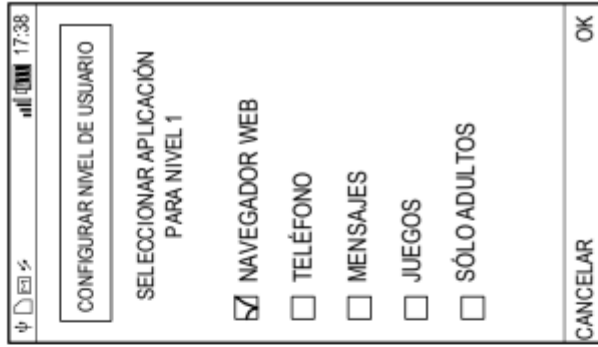 17:38
CONFIGURAR NIVEL DE USUARIO
SELECCIONAR APLICACIÓN
PARA NIVEL 1
NAVEGADOR WEB
TELÉFONO
MENSAJES
JUEGOS
SÓLO ADULTOS
CANCELAR OK